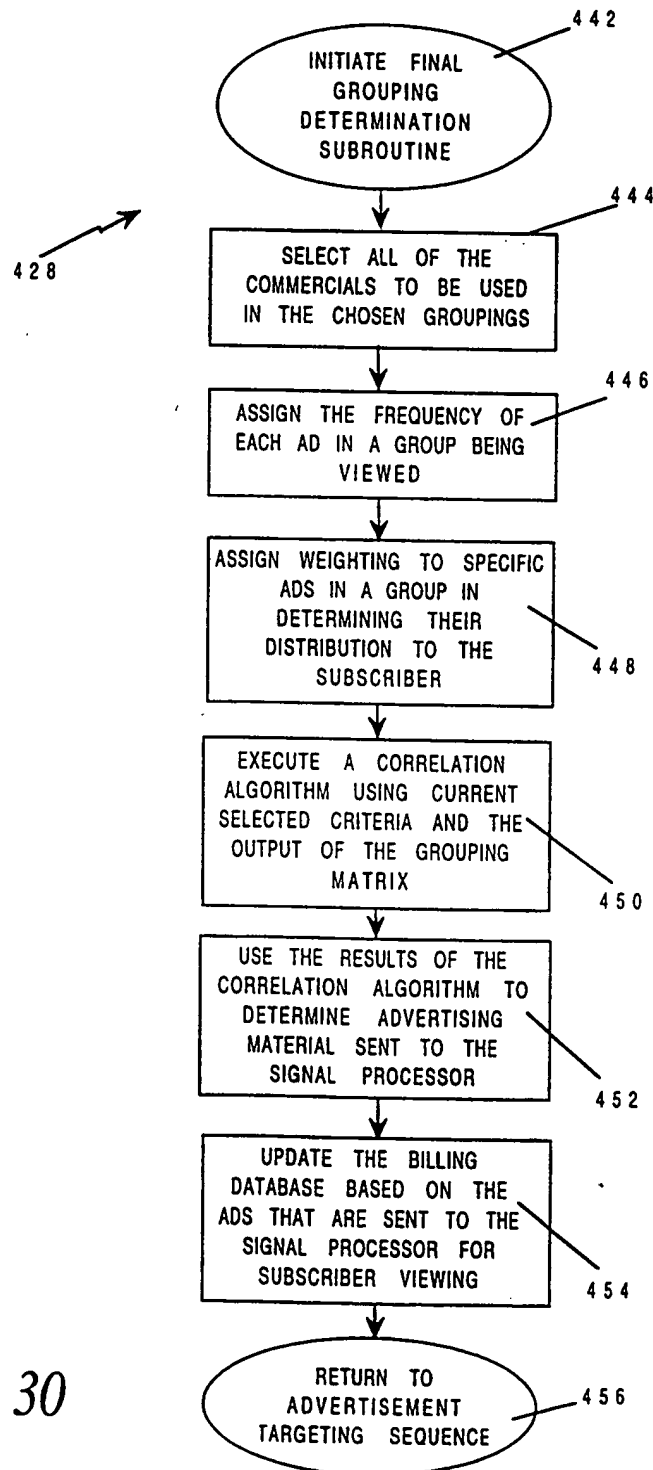 442
INITIATE FINAL
GROUPING
DETERMINATION
SUBROUTINE
444
428
SELECT ALL OF THE
COMMERCIALS TO BE USED
IN THE CHOSEN GROUPINGS
446
ASSIGN THE FREQUENCY OF
EACH AD IN A GROUP BEING
VIEWED
ASSIGN WEIGHTING TO SPECIFIC
ADS IN A GROUP IN
DETERMINING THEIR
DISTRIBUTION TO THE
SUBSCRIBER
448
EXECUTE A CORRELATION
ALGORITHM USING CURRENT
SELECTED CRITERIA AND THE
OUTPUT OF THE GROUPING
MATRIX
450
USE THE RESULTS OF THE
CORRELATION ALGORITHM TO
DETERMINE ADVERTISING
MATERIAL SENT TO THE
SIGNAL PROCESSOR
452
UPDATE THE BILLING
DATABASE BASED ON THE
ADS THAT ARE SENT TO THE
SIGNAL PROCESSOR FOR
SUBSCRIBER VIEWING
454
30
RETURN TO
ADVERTISEMENT
TARGETING SEQUENCE
456